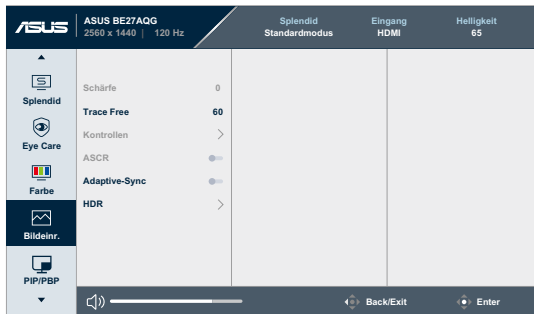 ASUS
ASUS BE27AQG
2560 x 1440 | 120 Hz
Splendid
Standardmodus
Eingang
HDMI
Helligkeit
65
Splendid
Eye Care
Farbe
Bildeinr.
PIP/PBP
Schärfe 0
Trace Free 60
Kontrollen
ASCR
Adaptive-Sync
HDR
Back/Exit
Enter